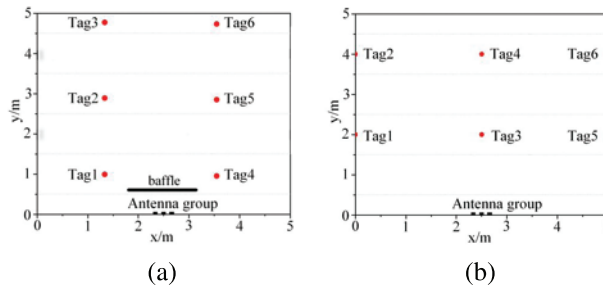 Tag3 Tag6
Tag2 Tag5
Tag1 Tag4
baffle
Antenna group
0 1 2 3 4 5
0 1 2 3 4 5
x/m
y/m
(a)
Tag2 Tag4 Tag6
Tag1 Tag3 Tag5
Antenna group
0 1 2 3 4 5
0 1 2 3 4
x/m
y/m
(b)